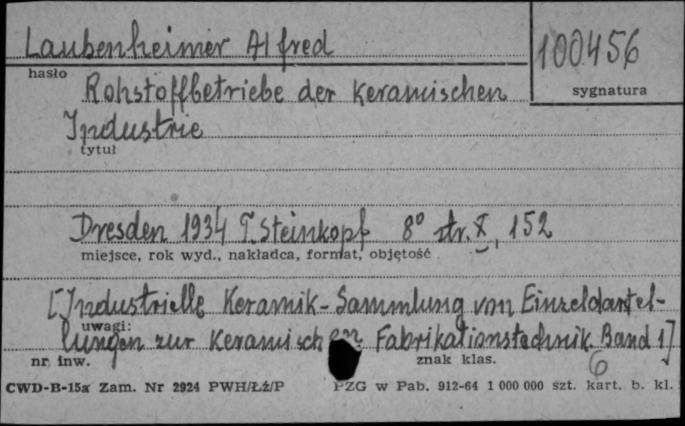 Laubenheimer Alfred
100456
hasło
sygnatura
Rohstoffbetriebe der keramischen
Industrie
tytuł
Dresden 1934 T. Steinkopf 8° str. X, 152
miejsce, rok wyd., nakładca, format, objętość
[Industrielle Keramik - Sammlung von Einzeldarstel-
uwagi:
lungen zur keramischen Fabrikationstechnik. Band 1]
nr inw.
znak klas.
6
CWD-B-15a Zam. Nr 2924 PWH/Łź/P PZG w Pab. 912-64 1 000 000 szt. kart. b. kl.